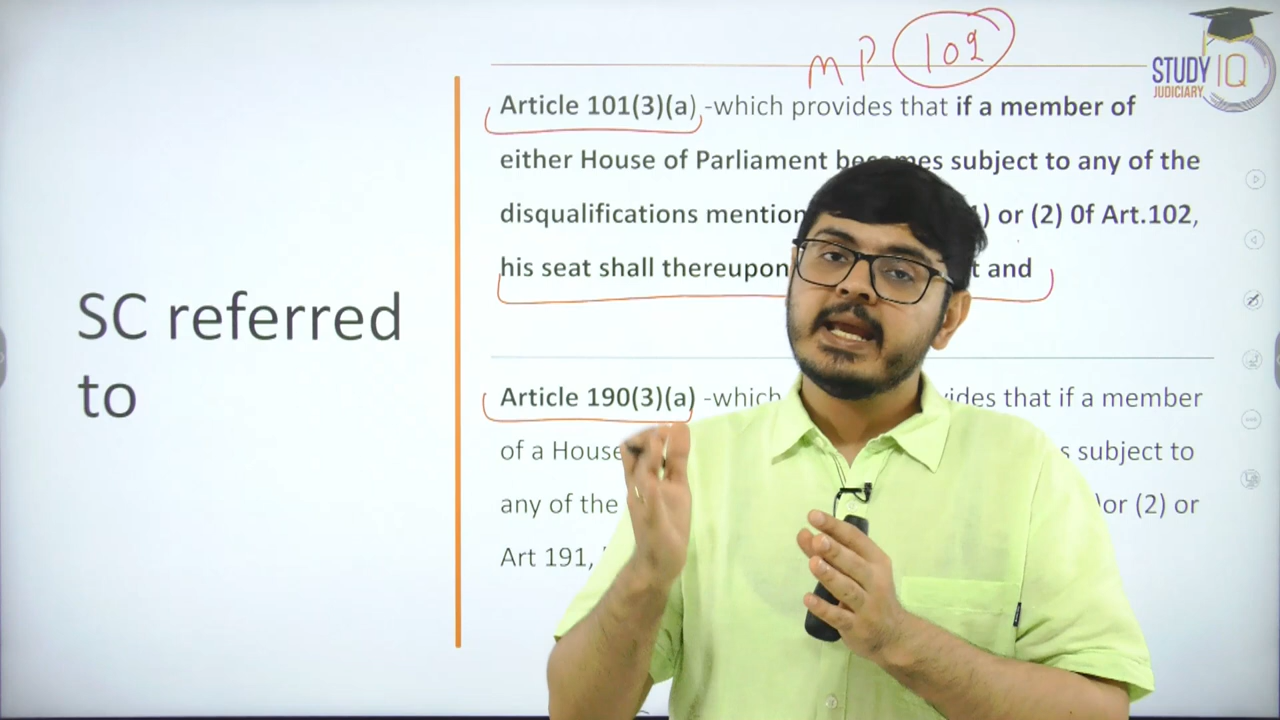 MP 102
STUDY IQ
JUDICIARY
SC referred
to
Article 101(3)(a) -which provides that if a member of
either House of Parliament becomes subject to any of the
disqualifications mention ) or (2) 0f Art.102,
his seat shall thereupon t and
Article 190(3)(a) -which vides that if a member
of a House s subject to
any of the )or (2) or
Art 191,